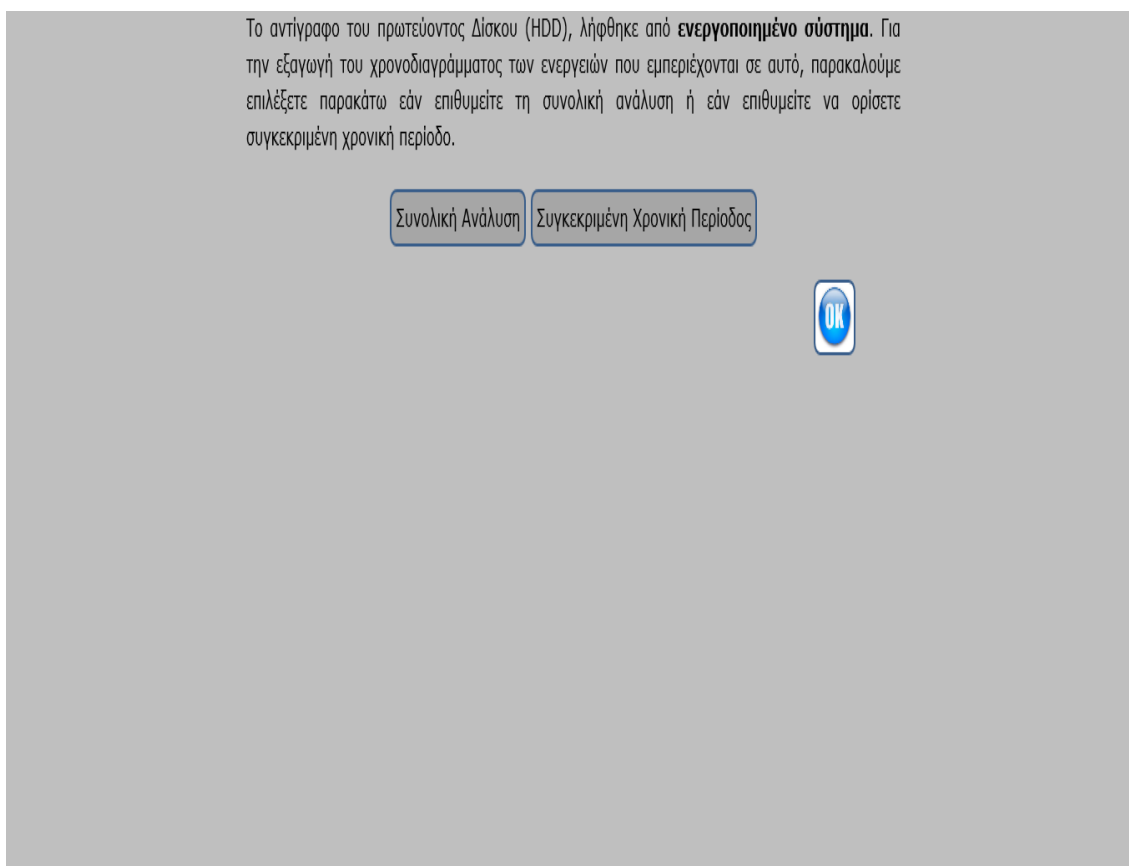 Το αντίγραφο του πρωτεύοντος Δίσκου (HDD), λήφθηκε από ενεργοποιημένο σύστημα. Για
την εξαγωγή του χρονοδιαγράμματος των ενεργειών που εμπεριέχονται σε αυτό, παρακαλούμε
επιλέξετε παρακάτω εάν επιθυμείτε τη συνολική ανάλυση ή εάν επιθυμείτε να ορίσετε
συγκεκριμένη χρονική περίοδο.
Συνολική Ανάλυση Συγκεκριμένη Χρονική Περίοδος
OK